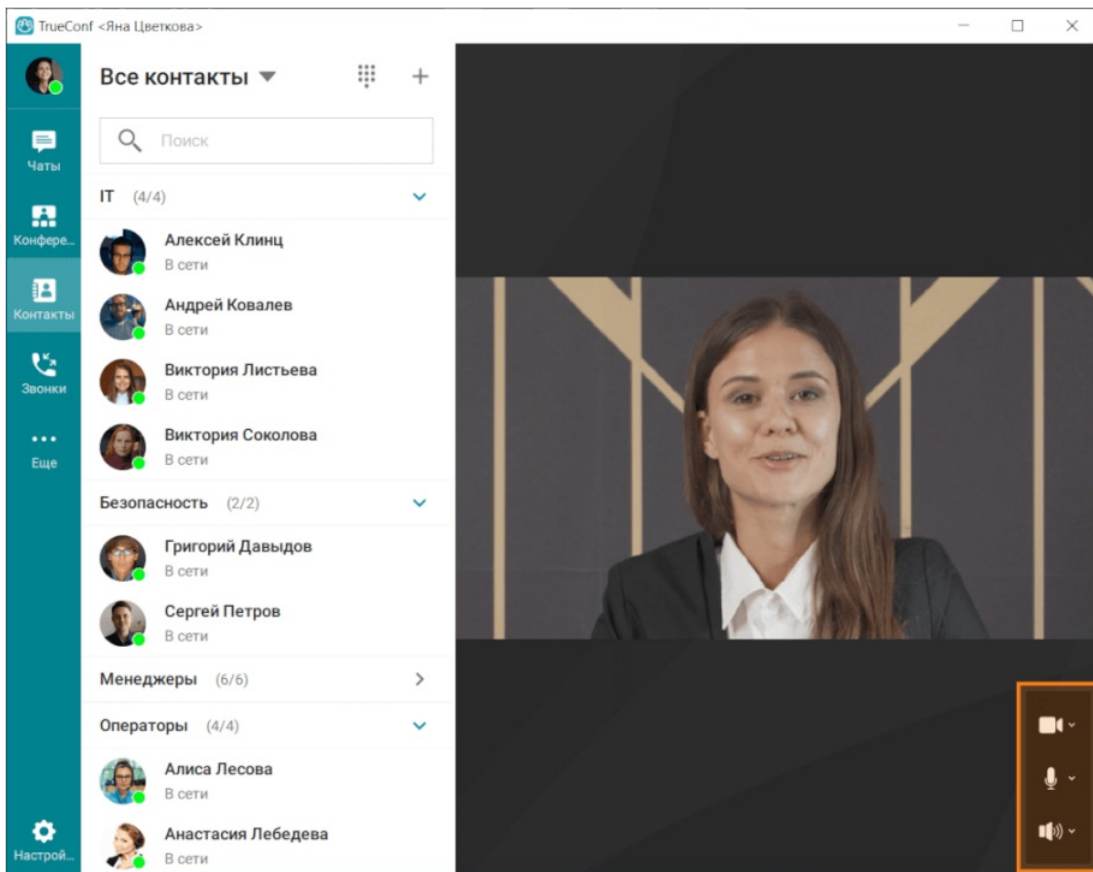 TrueConf <Яна Цветкова>
Все контакты
Поиск
Чаты
Конфере...
Контакты
Звонки
Еще
Настрой...
IT (4/4)
Алексей Клинц
В сети
Андрей Ковалев
В сети
Виктория Листьева
В сети
Виктория Соколова
В сети
Безопасность (2/2)
Григорий Давыдов
В сети
Сергей Петров
В сети
Менеджеры (6/6)
Операторы (4/4)
Алиса Лесова
В сети
Анастасия Лебедева
В сети